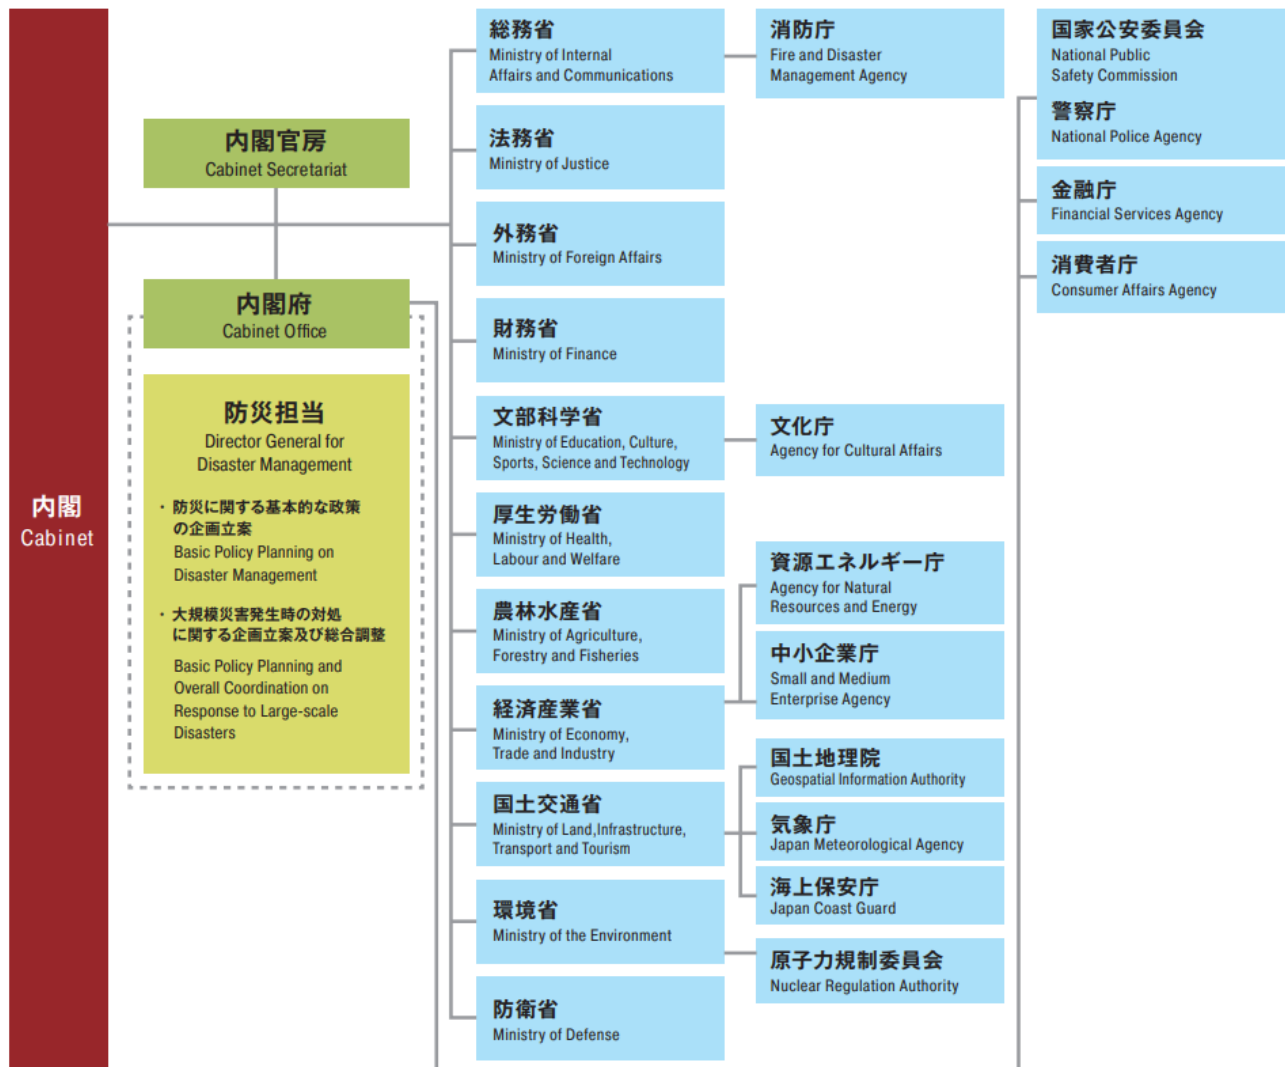 内閣
Cabinet
内閣官房
Cabinet Secretariat
内閣府
Cabinet Office
防災担当
Director General for
Disaster Management
・ 防災に関する基本的な政策
の企画立案
Basic Policy Planning on
Disaster Management
・ 大規模災害発生時の対処
に関する企画立案及び総合調整
Basic Policy Planning and
Overall Coordination on
Response to Large-scale
Disasters
総務省
Ministry of Internal
Affairs and Communications
法務省
Ministry of Justice
外務省
Ministry of Foreign Affairs
財務省
Ministry of Finance
文部科学省
Ministry of Education, Culture,
Sports, Science and Technology
厚生労働省
Ministry of Health,
Labour and Welfare
農林水産省
Ministry of Agriculture,
Forestry and Fisheries
経済産業省
Ministry of Economy,
Trade and Industry
国土交通省
Ministry of Land,Infrastructure,
Transport and Tourism
環境省
Ministry of the Environment
防衛省
Ministry of Defense
消防庁
Fire and Disaster
Management Agency
文化庁
Agency for Cultural Affairs
資源エネルギー庁
Agency for Natural
Resources and Energy
中小企業庁
Small and Medium
Enterprise Agency
国土地理院
Geospatial Information Authority
気象庁
Japan Meteorological Agency
海上保安庁
Japan Coast Guard
原子力規制委員会
Nuclear Regulation Authority
国家公安委員会
National Public
Safety Commission
警察庁
National Police Agency
金融庁
Financial Services Agency
消費者庁
Consumer Affairs Agency